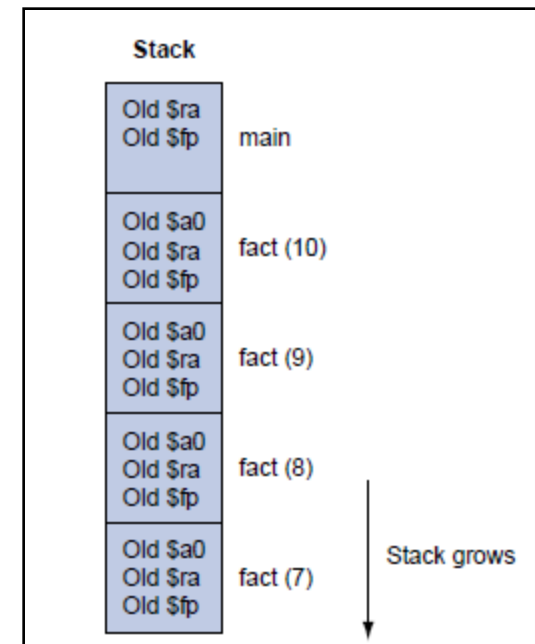 Stack
Old $ra
Old $fp
main
Old $a0
Old $ra
Old $fp
fact (10)
Old $a0
Old $ra
Old $fp
fact (9)
Old $a0
Old $ra
Old $fp
fact (8)
Old $a0
Old $ra
Old $fp
fact (7)
Stack grows